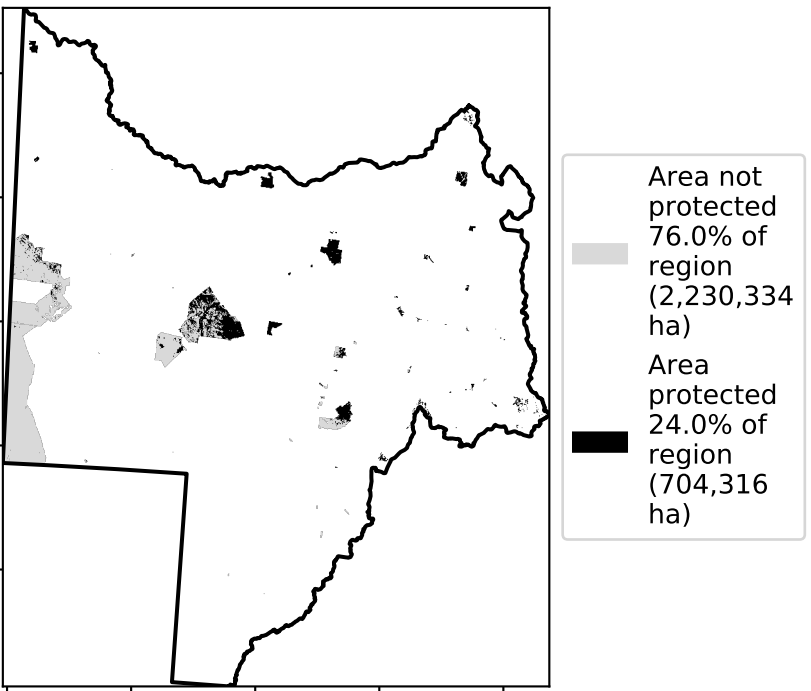 Area not
protected
76.0% of
region
(2,230,334
ha)
Area
protected
24.0% of
region
(704,316
ha)